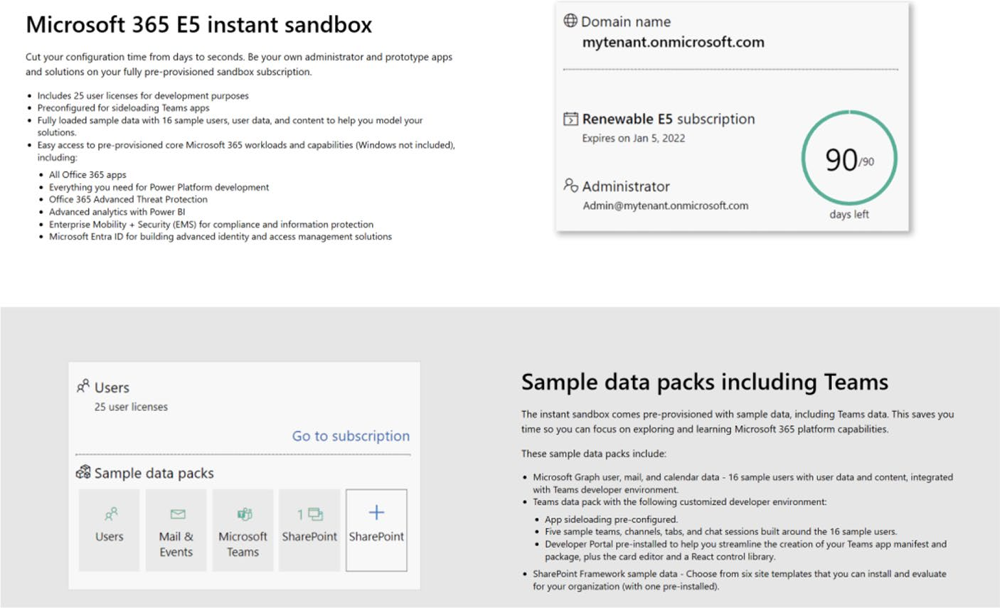 Microsoft 365 E5 instant sandbox
Cut your configuration time from days to seconds. Be your own administrator and prototype apps
and solutions on your fully pre-provisioned sandbox subscription.
• Includes 25 user licenses for development purposes
• Preconfigured for sideloading Teams apps
• Fully loaded sample data with 16 sample users, user data, and content to help you model your
solutions.
• Easy access to pre-provisioned core Microsoft 365 workloads and capabilities (Windows not included),
including:
• All Office 365 apps
• Everything you need for Power Platform development
• Office 365 Advanced Threat Protection
• Advanced analytics with Power BI
• Enterprise Mobility + Security (EMS) for compliance and information protection
• Microsoft Entra ID for building advanced identity and access management solutions
Domain name
mytenant.onmicrosoft.com
Renewable E5 subscription
Expires on Jan 5, 2022
90/90
days left
Administrator
Admin@mytenant.onmicrosoft.com
Users
25 user licenses
Go to subscription
Sample data packs
Users
Mail &
Events
Microsoft
Teams
1
SharePoint
SharePoint
Sample data packs including Teams
The instant sandbox comes pre-provisioned with sample data, including Teams data. This saves you
time so you can focus on exploring and learning Microsoft 365 platform capabilities.
These sample data packs include:
• Microsoft Graph user, mail, and calendar data - 16 sample users with user data and content, integrated
with Teams developer environment.
• Teams data pack with the following customized developer environment:
• App sideloading pre-configured.
• Five sample teams, channels, tabs, and chat sessions built around the 16 sample users.
• Developer Portal pre-installed to help you streamline the creation of your Teams app manifest and
package, plus the card editor and a React control library.
• SharePoint Framework sample data - Choose from six site templates that you can install and evaluate
for your organization (with one pre-installed).